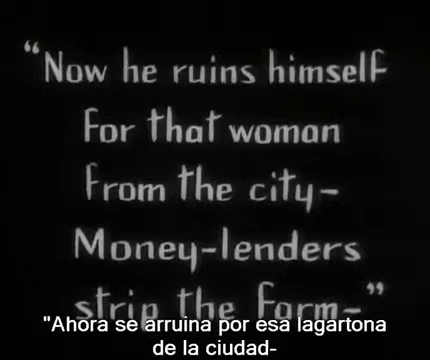 “Now he ruins himself
for that woman
from the city-
Money-lenders
strip the farm-”
"Ahora se arruina por esa lagartona
de la ciudad-